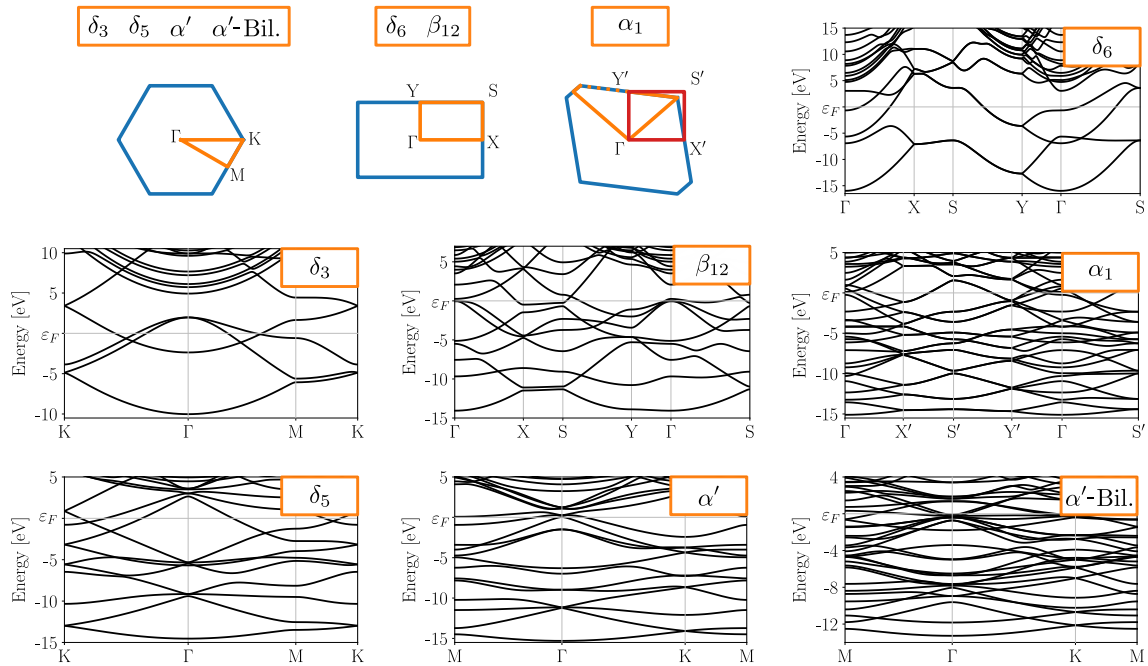 δ3 δ5 α′ α′-Bil.
δ6 β12
α1
Γ K M
Y S Γ X
Y′ S′ Γ X′
δ6
Energy [eV]
15
10
5
εF
-5
-10
-15
Γ X S Y Γ S
δ3
Energy [eV]
10
5
εF
-5
-10
K Γ M K
β12
Energy [eV]
5
εF
-5
-10
-15
Γ X S Y Γ S
α1
Energy [eV]
5
εF
-5
-10
-15
Γ X′ S′ Y′ Γ S′
δ5
Energy [eV]
5
εF
-5
-10
-15
K Γ M K
α′
Energy [eV]
5
εF
-5
-10
-15
M Γ K M
α′-Bil.
Energy [eV]
4
εF
-4
-8
-12
M Γ K M